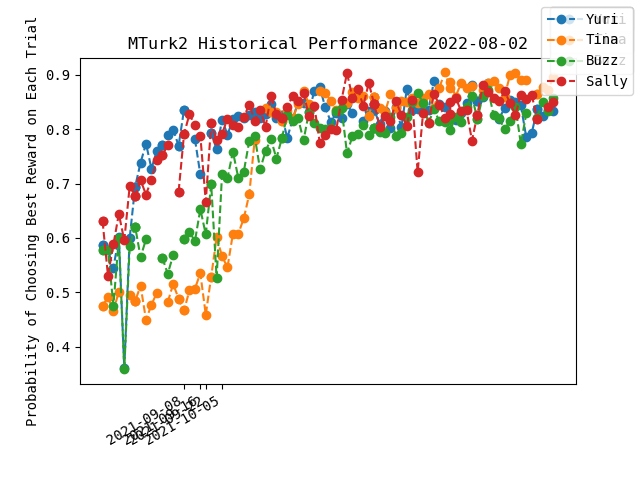 MTurk2 Historical Performance 2022-08-02
Yuri
Tina
Buzz
Sally
Probability of Choosing Best Reward on Each Trial
0.9
0.8
0.7
0.6
0.5
0.4
2021-09-08
2021-10-05